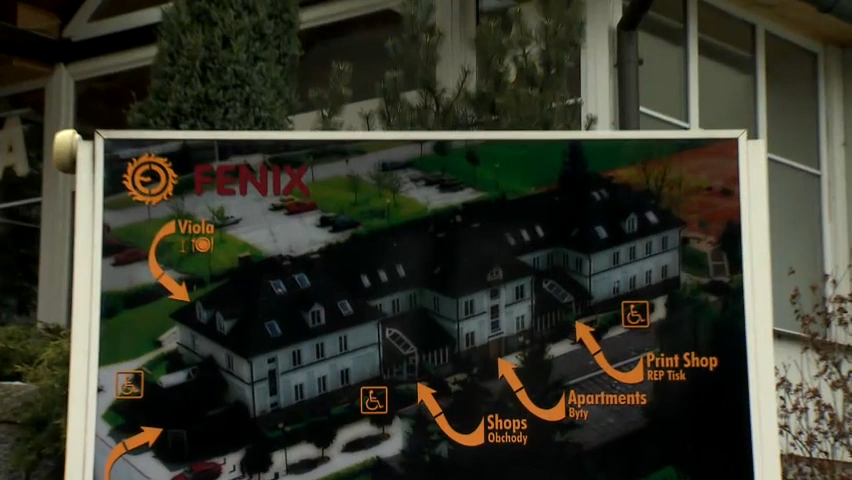 FENIX
Viola
Print Shop
REP Tisk
Apartments
Byty
Shops
Obchody
A